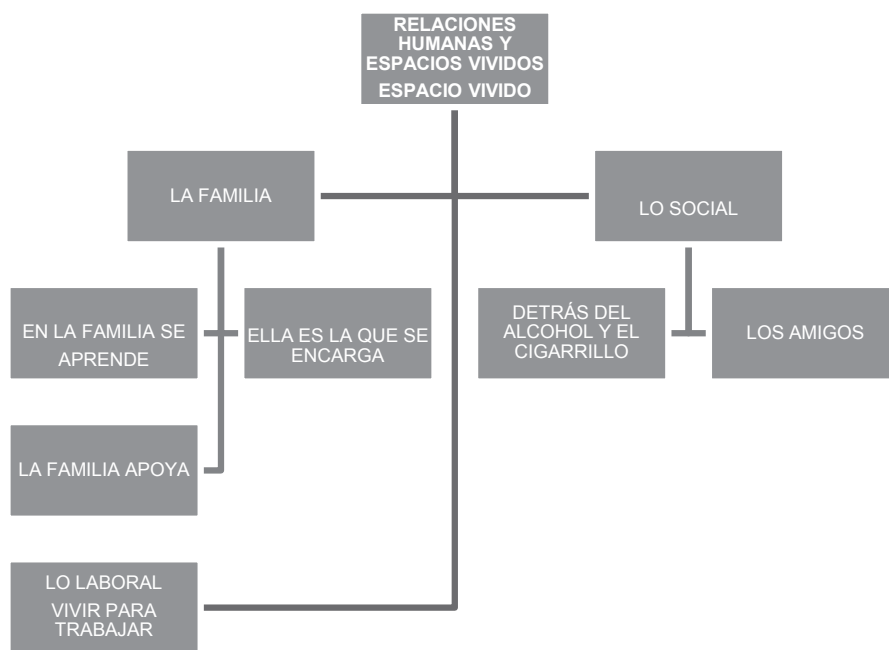 RELACIONES
HUMANAS Y
ESPACIOS VIVIDOS
ESPACIO VIVIDO
LA FAMILIA
LO SOCIAL
EN LA FAMILIA SE
APRENDE
ELLA ES LA QUE SE
ENCARGA
DETRÁS DEL
ALCOHOL Y EL
CIGARRILLO
LOS AMIGOS
LA FAMILIA APOYA
LO LABORAL
VIVIR PARA
TRABAJAR